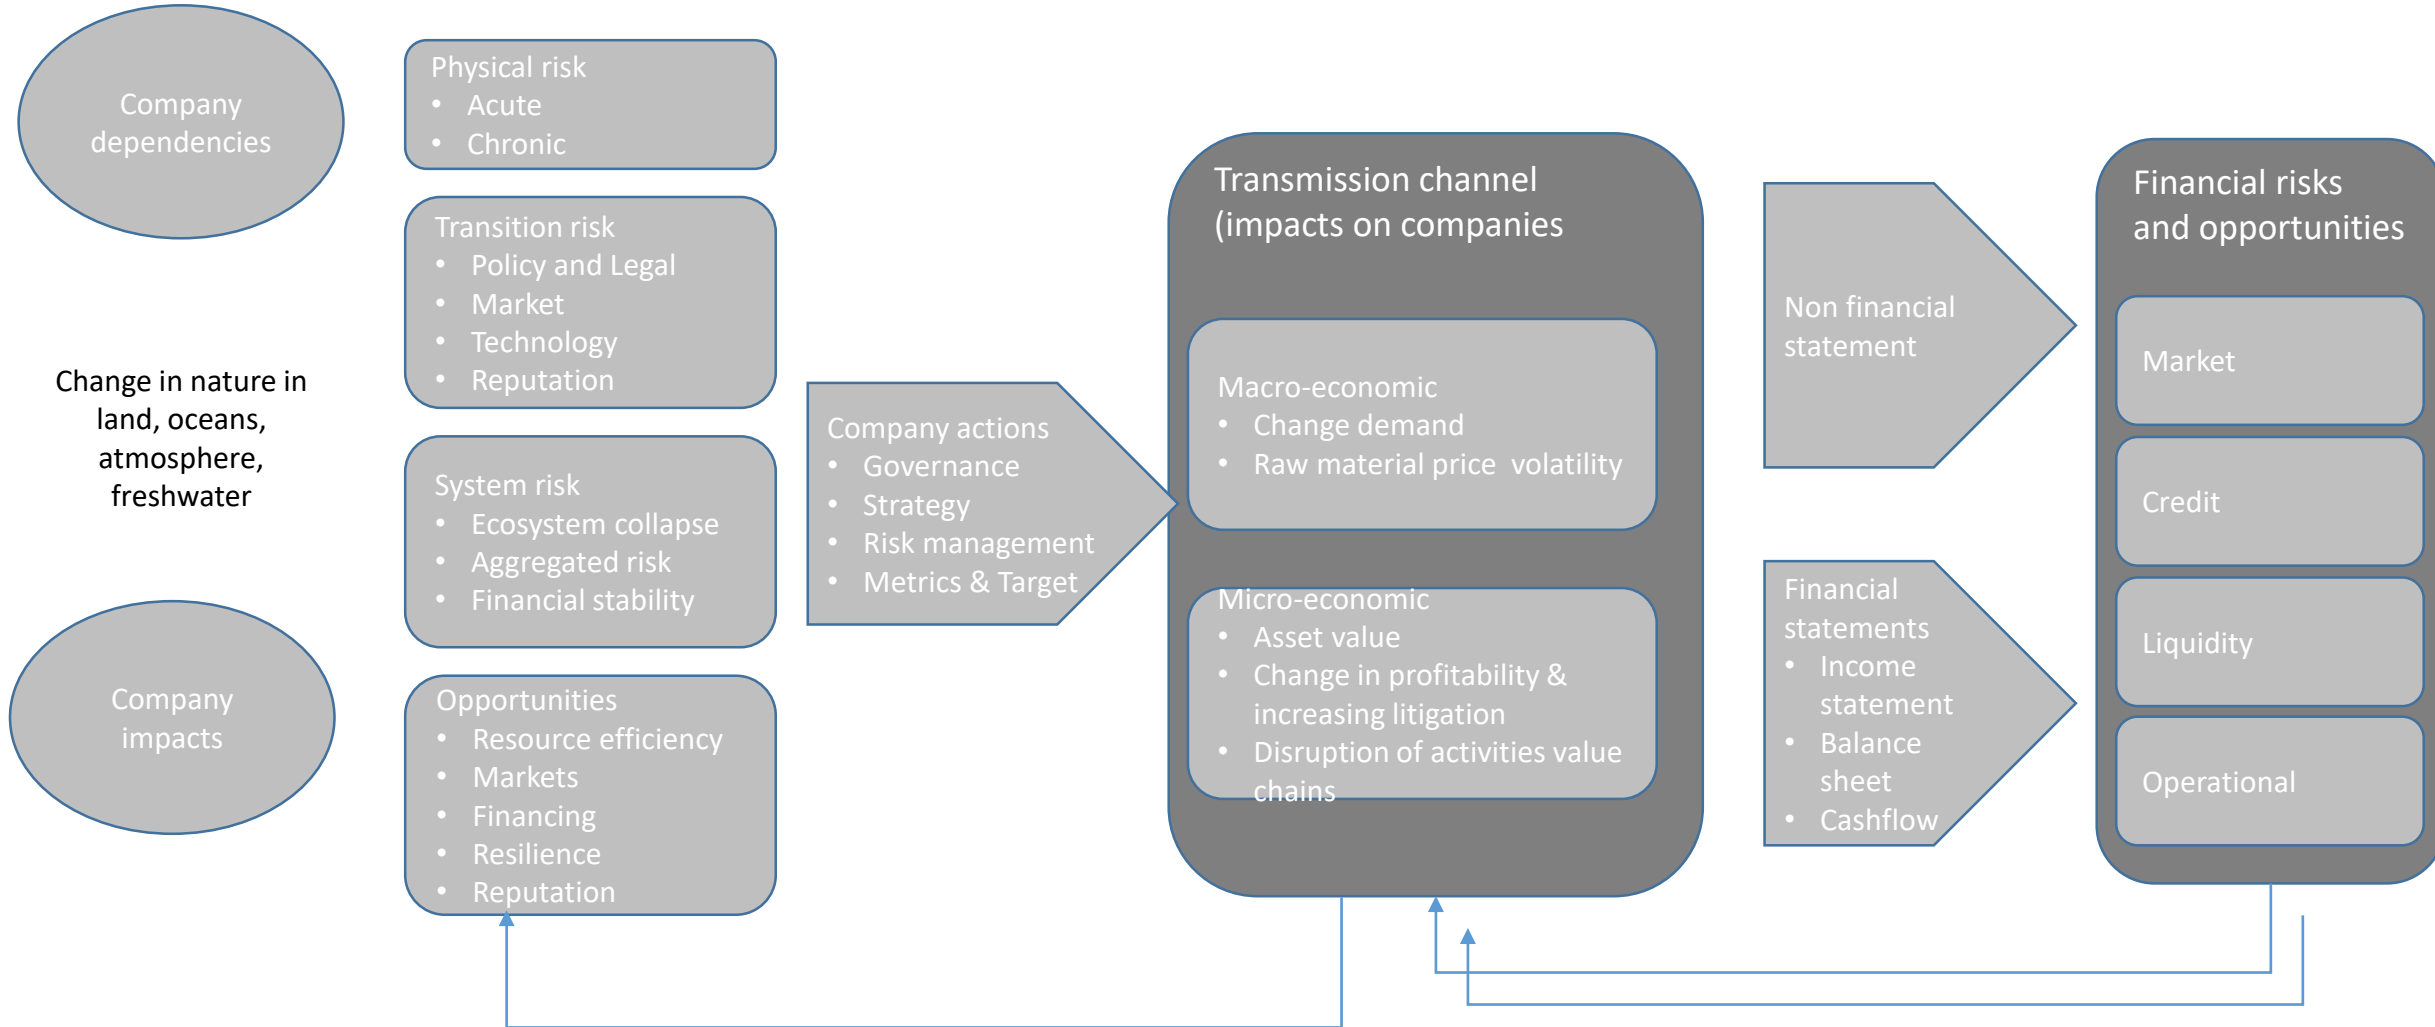 Company
dependencies
Change in nature in
land, oceans,
atmosphere,
freshwater
Company
impacts
Physical risk
• Acute
• Chronic
Transition risk
• Policy and Legal
• Market
• Technology
• Reputation
System risk
• Ecosystem collapse
• Aggregated risk
• Financial stability
Opportunities
• Resource efficiency
• Markets
• Financing
• Resilience
• Reputation
Company actions
• Governance
• Strategy
• Risk management
• Metrics & Target
Transmission channel
(impacts on companies
Macro-economic
• Change demand
• Raw material price volatility
Micro-economic
• Asset value
• Change in profitability &
increasing litigation
• Disruption of activities value
chains
Non financial
statement
Financial
statements
• Income
statement
• Balance
sheet
• Cashflow
Financial risks
and opportunities
Market
Credit
Liquidity
Operational